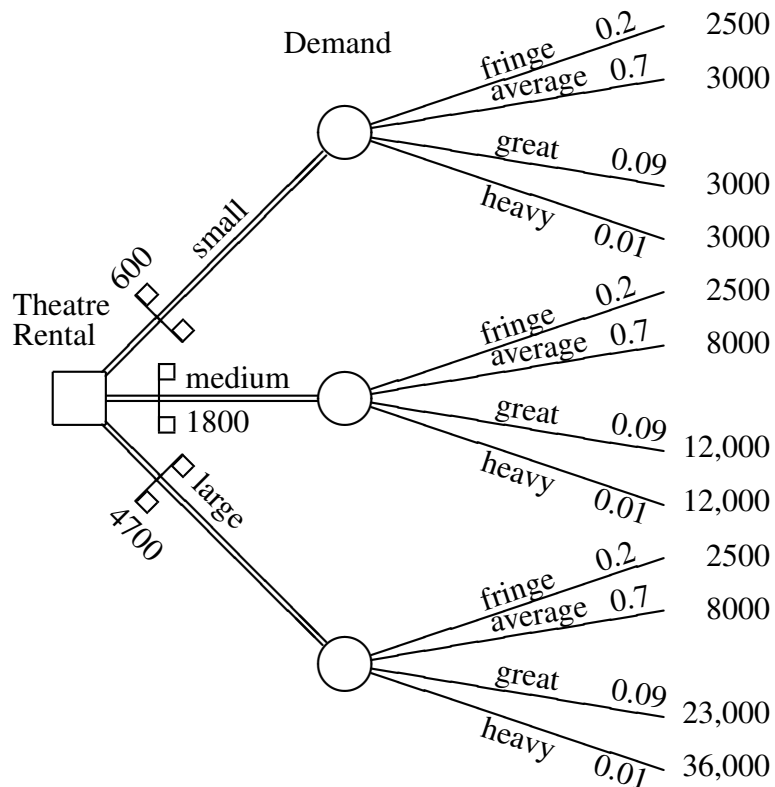 Demand
fringe 0.2 2500
average 0.7 3000
great 0.09 3000
heavy 0.01 3000
small
600
Theatre
Rental
fringe 0.2 2500
average 0.7 8000
medium
1800
great 0.09 12,000
heavy 0.01 12,000
large
4700
fringe 0.2 2500
average 0.7 8000
great 0.09 23,000
heavy 0.01 36,000